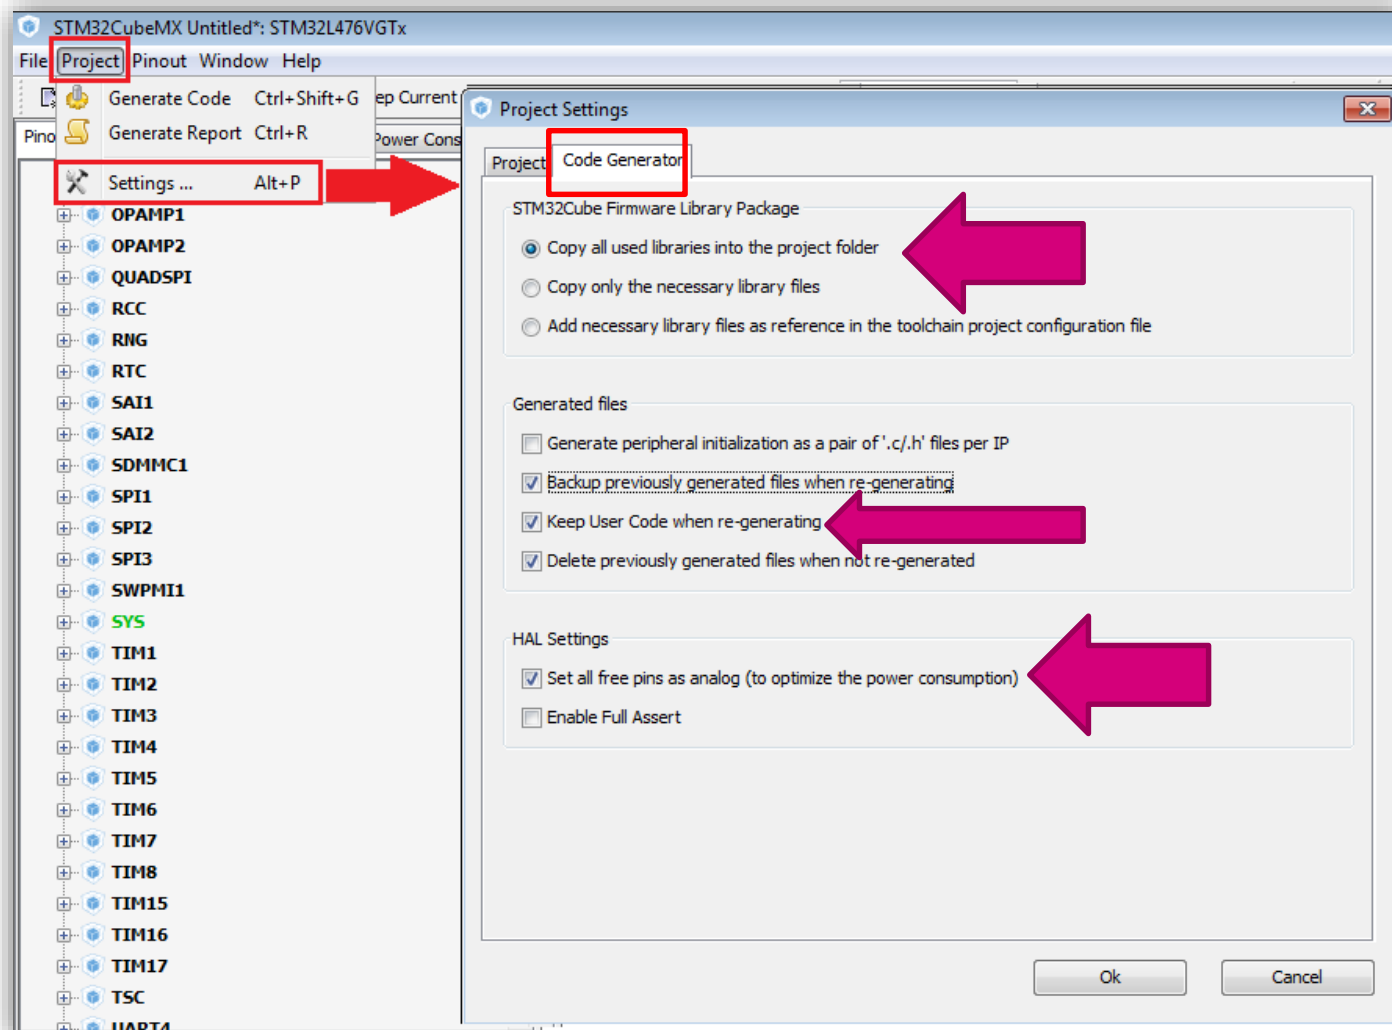 STM32CubeMX Untitled*: STM32L476VGTx
File Project Pinout Window Help
Generate Code Ctrl+Shift+G
ep Current
Generate Report Ctrl+R
Pino
Power Cons
Settings ... Alt+P
OPAMP1
OPAMP2
QUADSPI
RCC
RNG
RTC
SAI1
SAI2
SDMMC1
SPI1
SPI2
SPI3
SWPMI1
SYS
TIM1
TIM2
TIM3
TIM4
TIM5
TIM6
TIM7
TIM8
TIM15
TIM16
TIM17
TSC
UART4
Project Settings
Project Code Generator
STM32Cube Firmware Library Package
Copy all used libraries into the project folder
Copy only the necessary library files
Add necessary library files as reference in the toolchain project configuration file
Generated files
Generate peripheral initialization as a pair of '.c/.h' files per IP
Backup previously generated files when re-generating
Keep User Code when re-generating
Delete previously generated files when not re-generated
HAL Settings
Set all free pins as analog (to optimize the power consumption)
Enable Full Assert
Ok Cancel